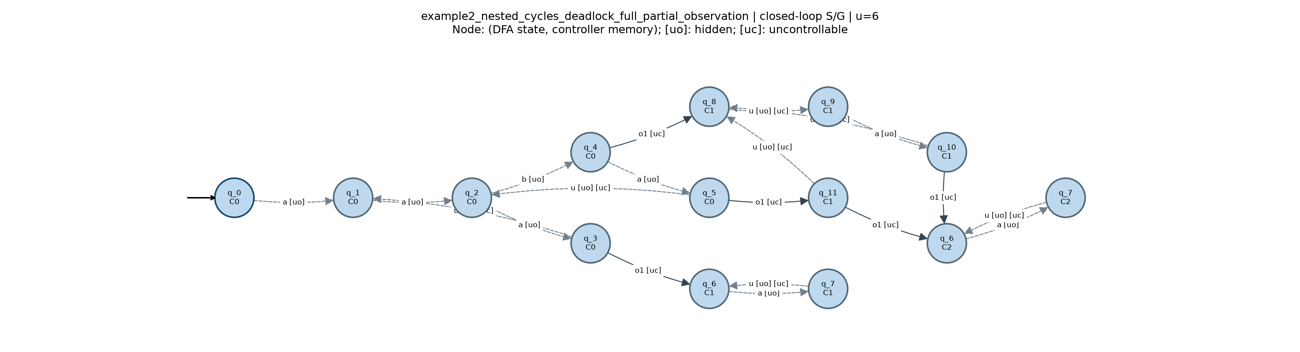 example2_nested_cycles_deadlock_full_partial_observation | closed-loop S/G | u=6
Node: (DFA state, controller memory); [uo]: hidden; [uc]: uncontrollable
q_8
C1
u [uo] [uc]
q_9
C1
o1 [uc]
a [uo]
q_4
C0
u [uo] [uc]
q_10
C1
b [uo]
a [uo]
q_0
C0
a [uo]
q_1
C0
a [uo]
q_2
C0
u [uo] [uc]
q_5
C0
o1 [uc]
q_11
C1
o1 [uc]
q_7
C2
a [uo]
o1 [uc]
u [uo] [uc]
a [uo]
q_3
C0
q_6
C2
o1 [uc]
q_6
C1
u [uo] [uc]
a [uo]
q_7
C1